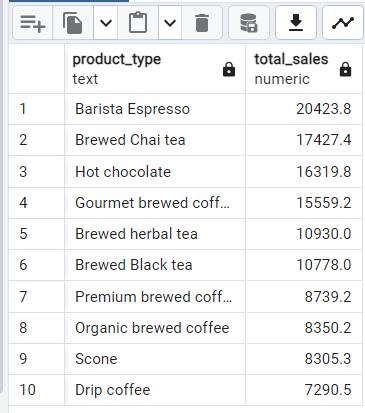 product_type text total_sales numeric
1 Barista Espresso 20423.8
2 Brewed Chai tea 17427.4
3 Hot chocolate 16319.8
4 Gourmet brewed coff... 15559.2
5 Brewed herbal tea 10930.0
6 Brewed Black tea 10778.0
7 Premium brewed coff... 8739.2
8 Organic brewed coffee 8350.2
9 Scone 8305.3
10 Drip coffee 7290.5